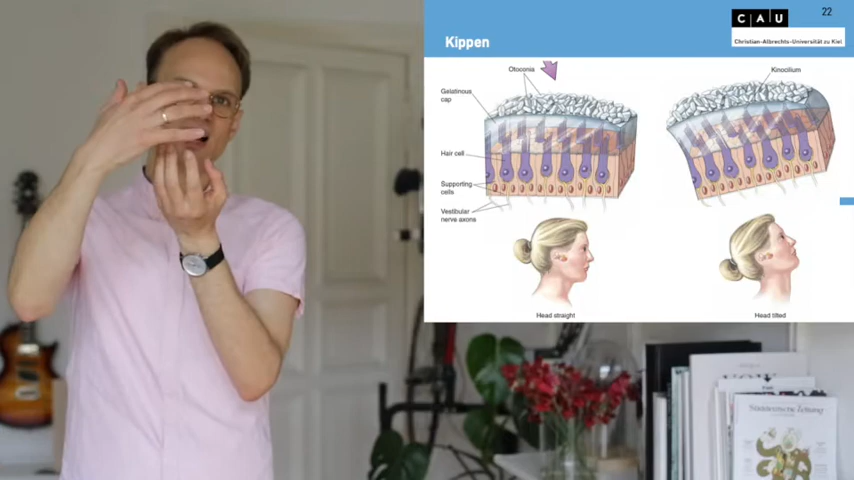 22
CAU
Christian-Albrechts-Universität zu Kiel
Kippen
Otoconia
Kinocilium
Gelatinous
cap
Hair cell
Supporting
cells
Vestibular
nerve axons
Head straight
Head tilted
Süddeutsche Zeitung